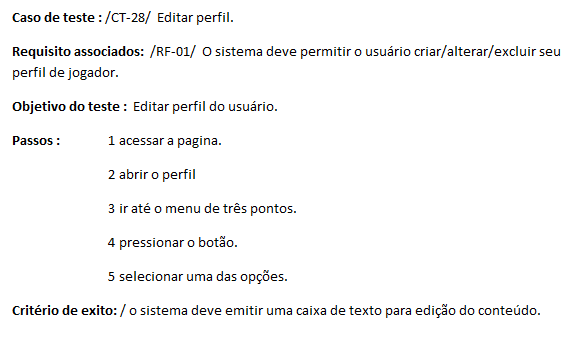 Caso de teste : /CT-28/ Editar perfil.
Requisito associados: /RF-01/ O sistema deve permitir o usuário criar/alterar/excluir seu
perfil de jogador.
Objetivo do teste : Editar perfil do usuário.
Passos : 1 acessar a pagina.
2 abrir o perfil
3 ir até o menu de três pontos.
4 pressionar o botão.
5 selecionar uma das opções.
Critério de exito: / o sistema deve emitir uma caixa de texto para edição do conteúdo.